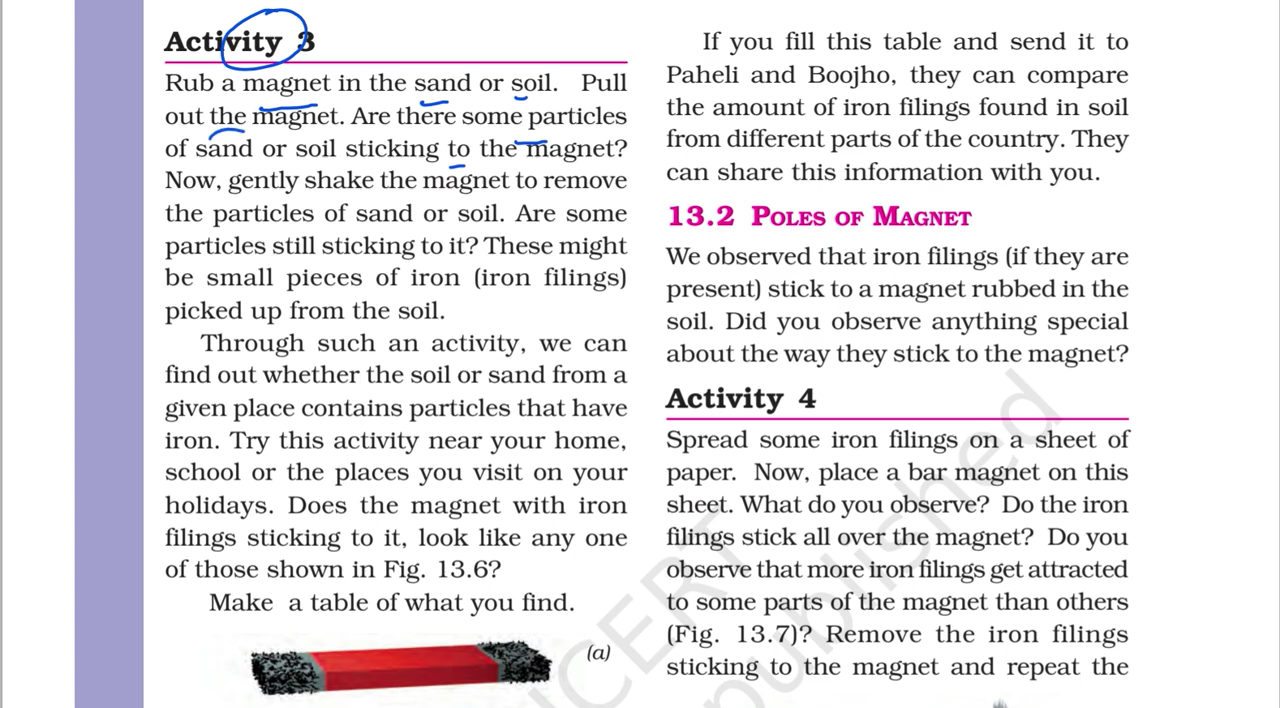 Activity 3
Rub a magnet in the sand or soil. Pull
out the magnet. Are there some particles
of sand or soil sticking to the magnet?
Now, gently shake the magnet to remove
the particles of sand or soil. Are some
particles still sticking to it? These might
be small pieces of iron (iron filings)
picked up from the soil.
Through such an activity, we can
find out whether the soil or sand from a
given place contains particles that have
iron. Try this activity near your home,
school or the places you visit on your
holidays. Does the magnet with iron
filings sticking to it, look like any one
of those shown in Fig. 13.6?
Make a table of what you find.
(a)
If you fill this table and send it to
Paheli and Boojho, they can compare
the amount of iron filings found in soil
from different parts of the country. They
can share this information with you.
13.2 POLES OF MAGNET
We observed that iron filings (if they are
present) stick to a magnet rubbed in the
soil. Did you observe anything special
about the way they stick to the magnet?
Activity 4
Spread some iron filings on a sheet of
paper. Now, place a bar magnet on this
sheet. What do you observe? Do the iron
filings stick all over the magnet? Do you
observe that more iron filings get attracted
to some parts of the magnet than others
(Fig. 13.7)? Remove the iron filings
sticking to the magnet and repeat the
NCERT
published